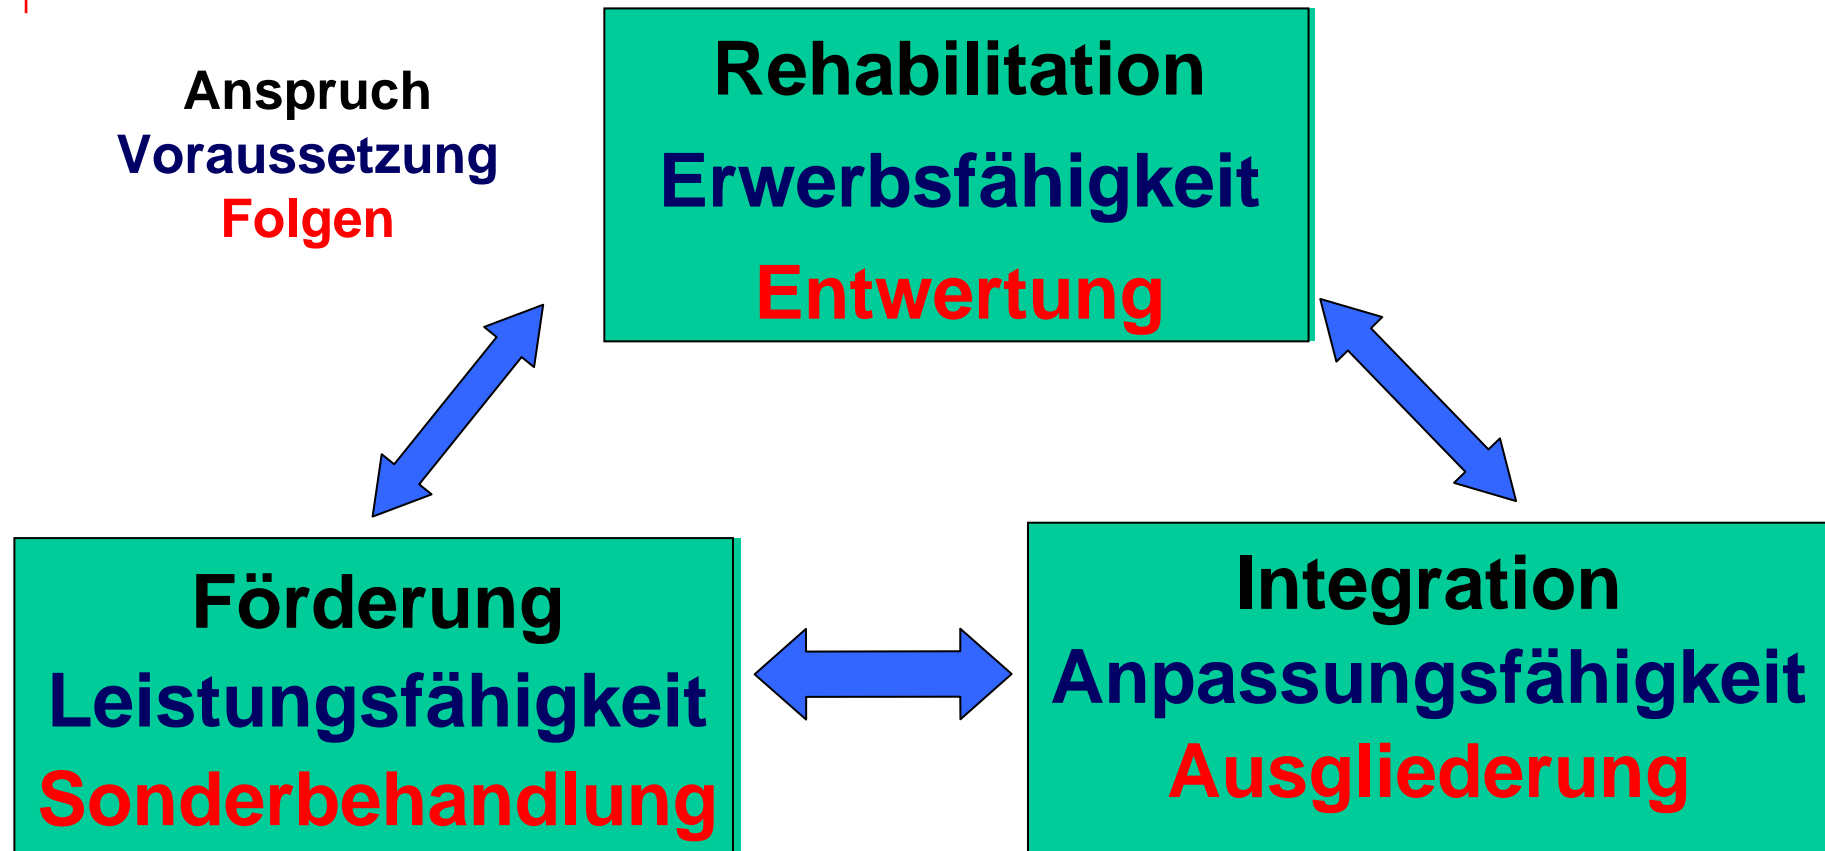 Anspruch
Voraussetzung
Folgen
Rehabilitation
Erwerbsfähigkeit
Entwertung
Förderung
Leistungsfähigkeit
Sonderbehandlung
Integration
Anpassungsfähigkeit
Ausgliederung